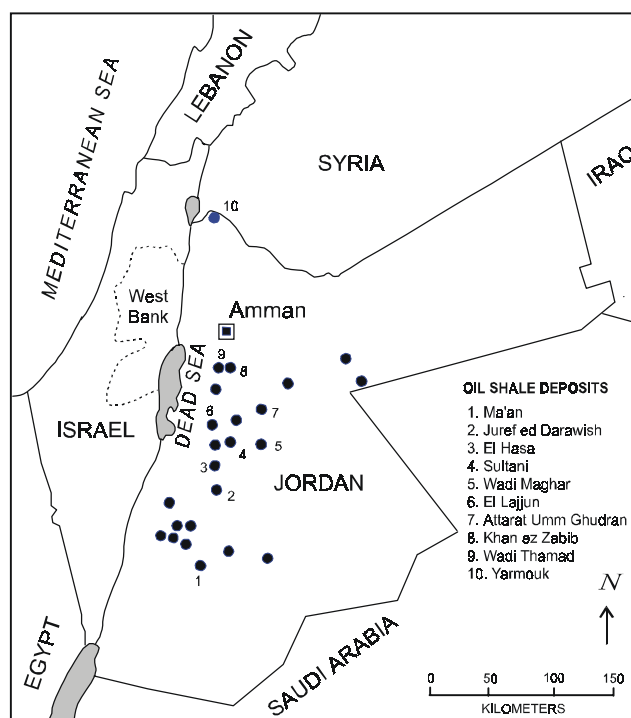 LEBANON
MEDITERRANEAN SEA
SYRIA
IRAQ
10
West
Bank
Amman
9
8
DEAD SEA
OIL SHALE DEPOSITS
1. Ma'an
2. Juref ed Darawish
3. El Hasa
4. Sultani
5. Wadi Maghar
6. El Lajjun
7. Attarat Umm Ghudran
8. Khan ez Zabib
9. Wadi Thamad
10. Yarmouk
7
6
ISRAEL
4
5
3
JORDAN
2
1
N
EGYPT
SAUDI ARABIA
0 50 100 150
KILOMETERS